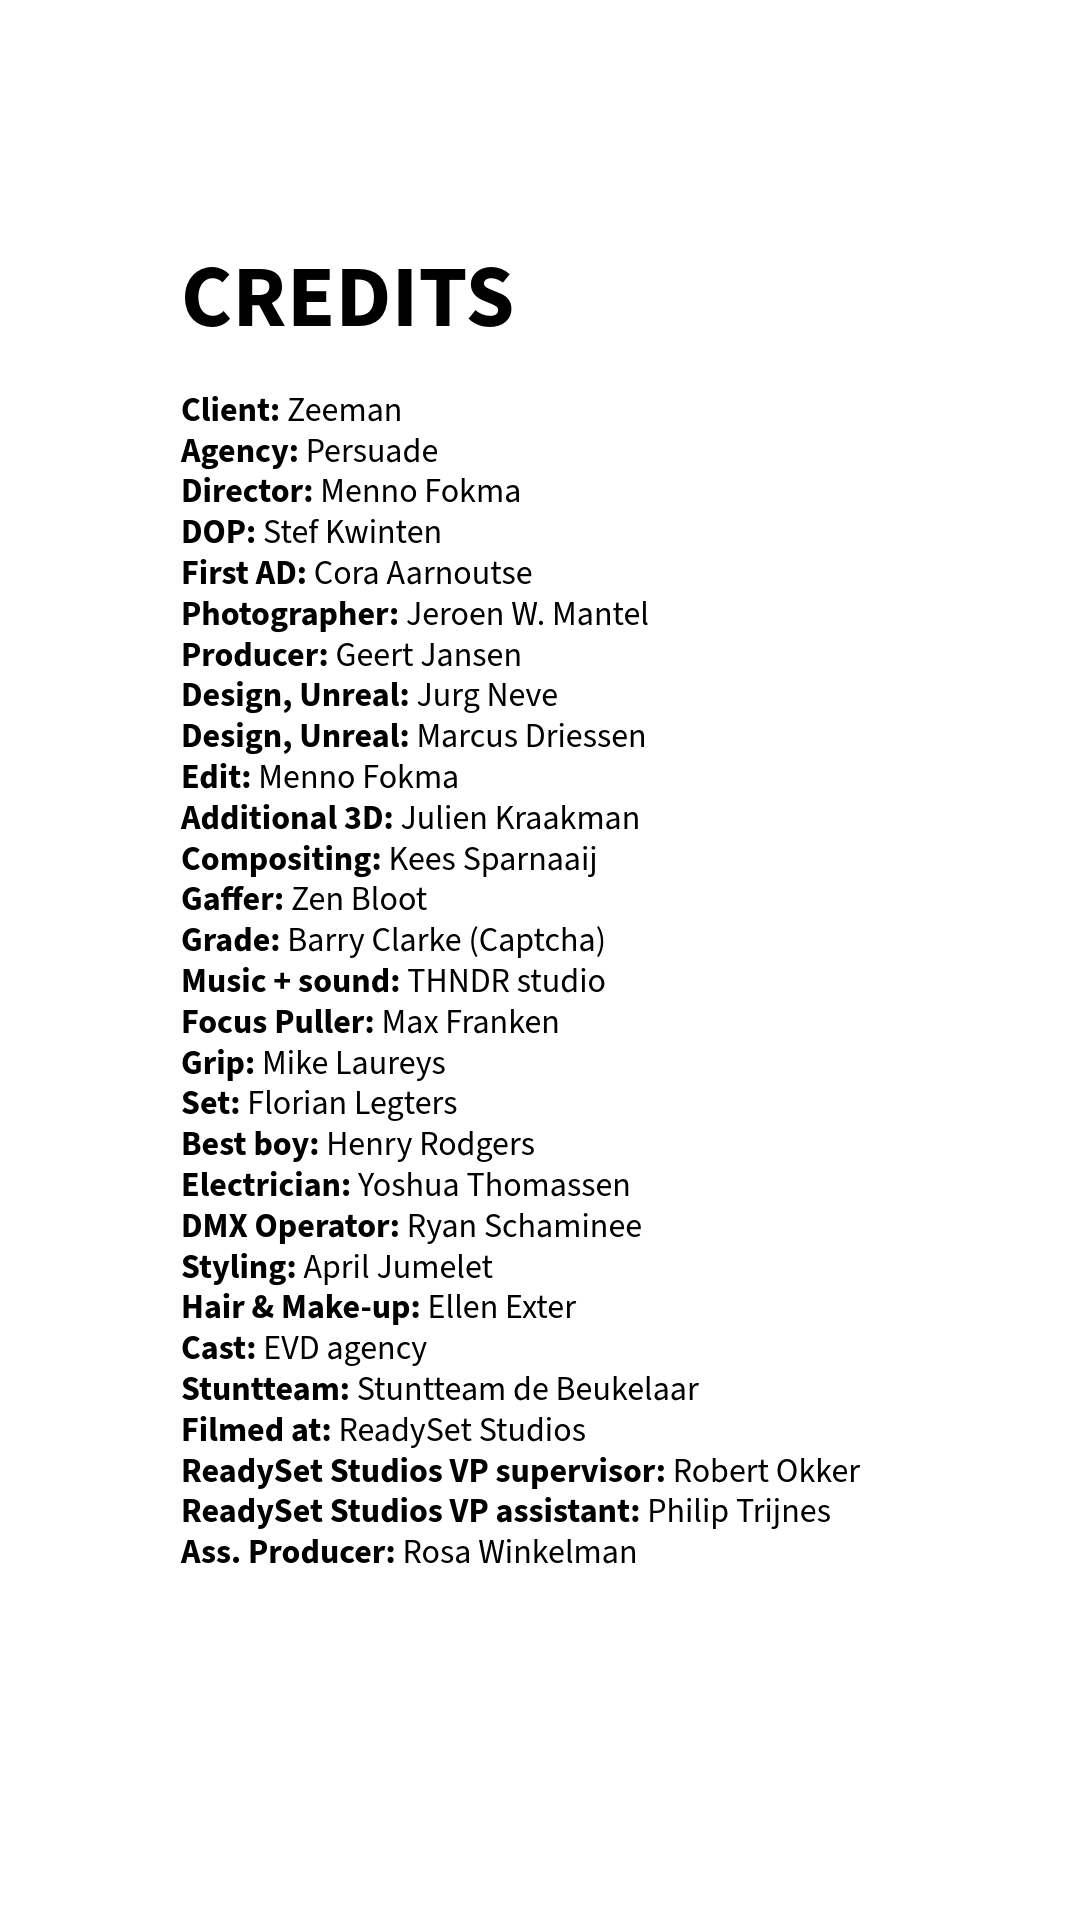 CREDITS
Client: Zeeman
Agency: Persuade
Director: Menno Fokma
DOP: Stef Kwinten
First AD: Cora Aarnoutse
Photographer: Jeroen W. Mantel
Producer: Geert Jansen
Design, Unreal: Jurg Neve
Design, Unreal: Marcus Driessen
Edit: Menno Fokma
Additional 3D: Julien Kraakman
Compositing: Kees Sparnaaij
Gaffer: Zen Bloot
Grade: Barry Clarke (Captcha)
Music + sound: THNDR studio
Focus Puller: Max Franken
Grip: Mike Laureys
Set: Florian Legters
Best boy: Henry Rodgers
Electrician: Yoshua Thomassen
DMX Operator: Ryan Schaminee
Styling: April Jumelet
Hair & Make-up: Ellen Exter
Cast: EVD agency
Stuntteam: Stuntteam de Beukelaar
Filmed at: ReadySet Studios
ReadySet Studios VP supervisor: Robert Okker
ReadySet Studios VP assistant: Philip Trijnes
Ass. Producer: Rosa Winkelman